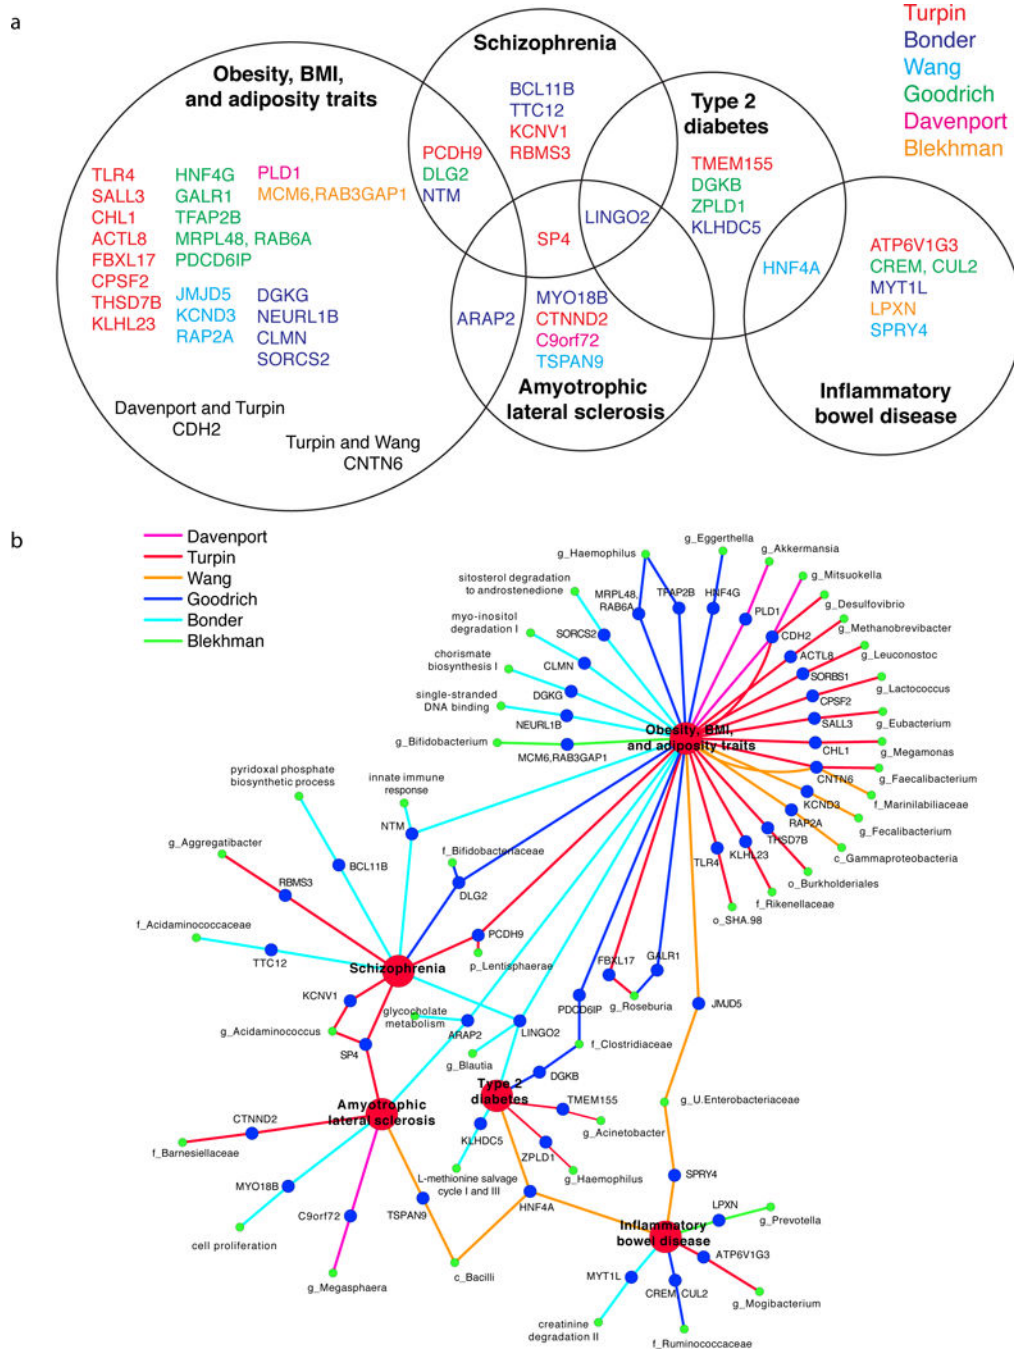 a
Turpin
Bonder
Wang
Goodrich
Davenport
Blekhman
Schizophrenia
BCL11B
TTC12
KCNV1
RBMS3
Obesity, BMI,
and adiposity traits
TLR4
SALL3
CHL1
ACTL8
FBXL17
CPSF2
THSD7B
KLHL23
HNF4G
GALR1
TFAP2B
MRPL48, RAB6A
PDCD6IP
JMJD5
KCND3
RAP2A
PLD1
MCM6,RAB3GAP1
DGKG
NEURL1B
CLMN
SORCS2
Davenport and Turpin
CDH2
Turpin and Wang
CNTN6
PCDH9
DLG2
NTM
SP4
LINGO2
ARAP2
Type 2
diabetes
TMEM155
DGKB
ZPLD1
KLHDC5
HNF4A
MYO18B
CTNND2
C9orf72
TSPAN9
Amyotrophic
lateral sclerosis
ATP6V1G3
CREM, CUL2
MYT1L
LPXN
SPRY4
Inflammatory
bowel disease
b
Davenport
Turpin
Wang
Goodrich
Bonder
Blekhman
g_Haemophilus
g_Eggerthella
g_Akkermansia
g_Mitsuokella
g_Desulfovibrio
g_Methanobrevibacter
g_Leuconostoc
g_Lactococcus
g_Eubacterium
g_Megamonas
g_Faecalibacterium
f_Marinilabiliaceae
g_Fecalibacterium
c_Gammaproteobacteria
o_Burkholderiales
f_Rikenellaceae
o_SHA.98
sitosterol degradation
to androstenedione
myo-inositol
degradation I
chorismate
biosynthesis I
single-stranded
DNA binding
g_Bifidobacterium
MRPL48,
RAB6A
TFAP2B
HNF4G
PLD1
CDH2
ACTL8
SORBS1
CPSF2
SALL3
CHL1
CNTN6
KCND3
RAP2A
THSD7B
KLHL23
TLR4
SORCS2
CLMN
DGKG
NEURL1B
MCM6,RAB3GAP1
Obesity, BMI,
and adiposity traits
pyridoxal phosphate
biosynthetic process
innate immune
response
NTM
g_Aggregatibacter
RBMS3
BCL11B
f_Bifidobacteriaceae
DLG2
f_Acidaminococcaceae
TTC12
PCDH9
p_Lentisphaerae
Schizophrenia
FBXL17
GALR1
g_Roseburia
PDCD6IP
JMJD5
KCNV1
g_Acidaminococcus
SP4
glycocholate
metabolism
ARAP2
LINGO2
g_Blautia
f_Clostridiaceae
DGKB
Type 2
diabetes
TMEM155
g_Acinetobacter
g_U.Enterobacteriaceae
Amyotrophic
lateral sclerosis
CTNND2
f_Barnesiellaceae
KLHDC5
ZPLD1
g_Haemophilus
L-methionine salvage
cycle I and III
MYO18B
cell proliferation
C9orf72
g_Megasphaera
TSPAN9
HNF4A
c_Bacilli
SPRY4
LPXN
g_Prevotella
Inflammatory
bowel disease
ATP6V1G3
g_Mogibacterium
MYT1L
CREM, CUL2
creatinine
degradation II
f_Ruminococcaceae